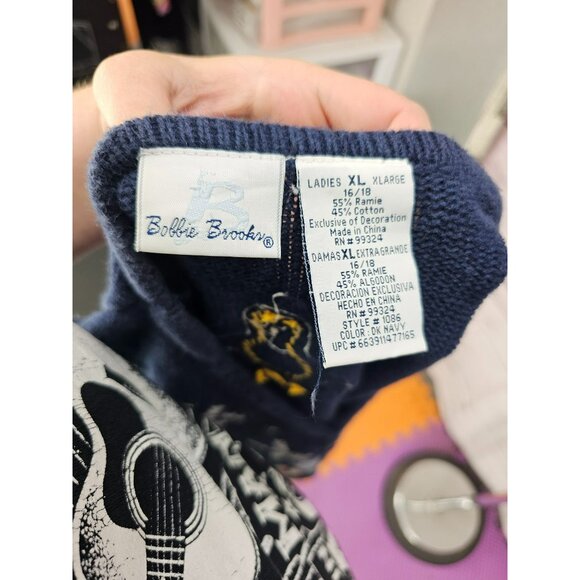 Bobbie Brooks®
LADIES XL XLARGE
16/18
55% Ramie
45% Cotton
Exclusive of Decoration
Made in China
RN# 99324
DAMAS XL EXTRAGRANDE
16/18
55% RAMIE
45% ALGODON
DECORACION EXCLUSIVA
HECHO EN CHINA
RN# 99324
STYLE # 1086
COLOR: DK NAVY
UPC# 663911477165